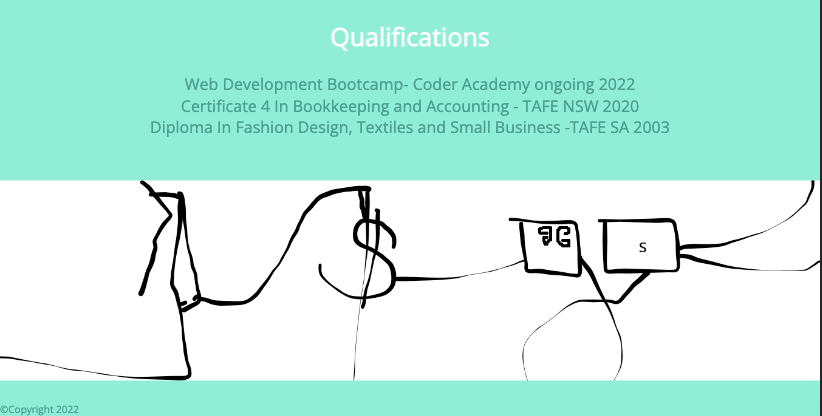 Qualifications
Web Development Bootcamp- Coder Academy ongoing 2022
Certificate 4 In Bookkeeping and Accounting - TAFE NSW 2020
Diploma In Fashion Design, Textiles and Small Business -TAFE SA 2003
$
s
©Copyright 2022